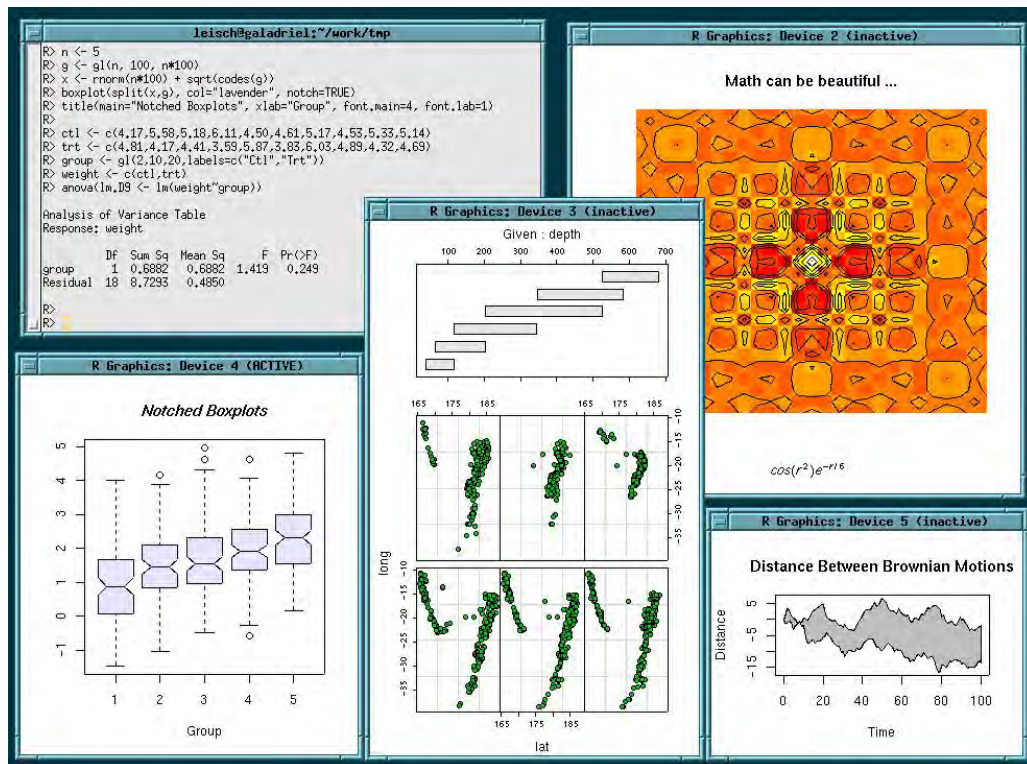 leisch@galadriel:~/work/tmp
R> n <- 5
R> g <- gl(n, 100, n*100)
R> x <- rnorm(n*100) + sqrt(codes(g))
R> boxplot(split(x,g), col="lavender", notch=TRUE)
R> title(main="Notched Boxplots", xlab="Group", font.main=4, font.lab=1)
R>
R> ctl <- c(4.17,5.58,5.18,6.11,4.50,4.61,5.17,4.53,5.33,5.14)
R> trt <- c(4.81,4.17,4.41,3.59,5.87,3.83,6.03,4.89,4.32,4.69)
R> group <- gl(2,10,20,labels=c("Ctl","Trt"))
R> weight <- c(ctl,trt)
R> anova(lm.D9 <- lm(weight~group))
Analysis of Variance Table
Response: weight
Df Sum Sq Mean Sq F Pr(>F)
group 1 0.6882 0.6882 1.419 0.249
Residual 18 8.7293 0.4850
R>
R>
R Graphics: Device 2 (inactive)
Math can be beautiful ...
cos(r²)e^{-r/6}
R Graphics: Device 3 (inactive)
Given : depth
100 200 300 400 500 600 700
165 175 185 165 175 185
-10
-15
-20
-25
-30
-35
long
-10
-15
-20
-25
-30
-35
165 175 185
lat
R Graphics: Device 4 (ACTIVE)
Notched Boxplots
5
4
3
2
1
0
-1
1 2 3 4 5
Group
R Graphics: Device 5 (inactive)
Distance Between Brownian Motions
Distance
5
-5
-15
0 20 40 60 80 100
Time